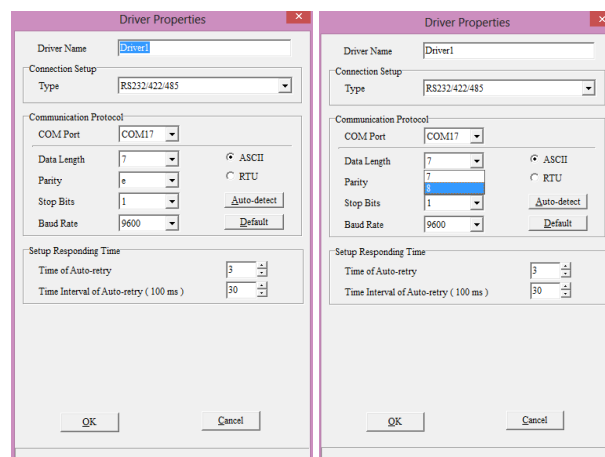 Driver Properties
Driver Name Driver1
Connection Setup
Type RS232/422/485
Communication Protocol
COM Port COM17
Data Length 7 ASCII
Parity e RTU
Stop Bits 1 Auto-detect
Baud Rate 9600 Default
Setup Responding Time
Time of Auto-retry 3
Time Interval of Auto-retry ( 100 ms ) 30
OK Cancel
Driver Properties
Driver Name Driver1
Connection Setup
Type RS232/422/485
Communication Protocol
COM Port COM17
Data Length 7 ASCII
7
Parity 8 RTU
Stop Bits 1 Auto-detect
Baud Rate 9600 Default
Setup Responding Time
Time of Auto-retry 3
Time Interval of Auto-retry ( 100 ms ) 30
OK Cancel